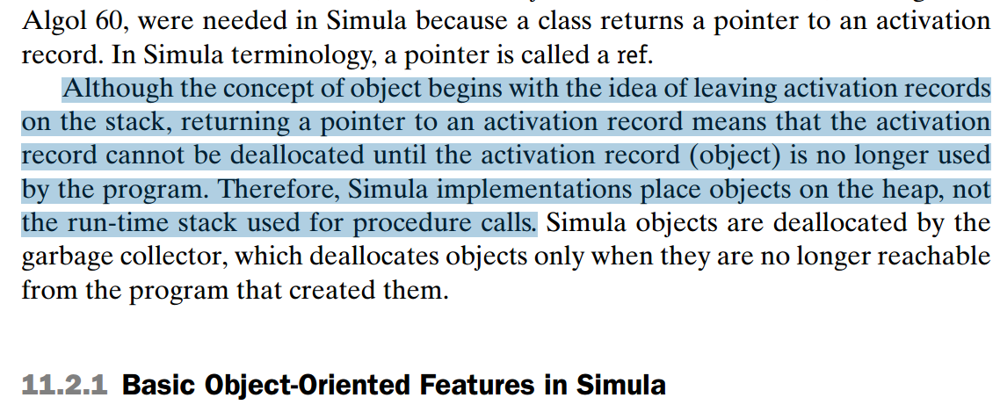 Algol 60, were needed in Simula because a class returns a pointer to an activation
record. In Simula terminology, a pointer is called a ref.
Although the concept of object begins with the idea of leaving activation records
on the stack, returning a pointer to an activation record means that the activation
record cannot be deallocated until the activation record (object) is no longer used
by the program. Therefore, Simula implementations place objects on the heap, not
the run-time stack used for procedure calls. Simula objects are deallocated by the
garbage collector, which deallocates objects only when they are no longer reachable
from the program that created them.
11.2.1 Basic Object-Oriented Features in Simula